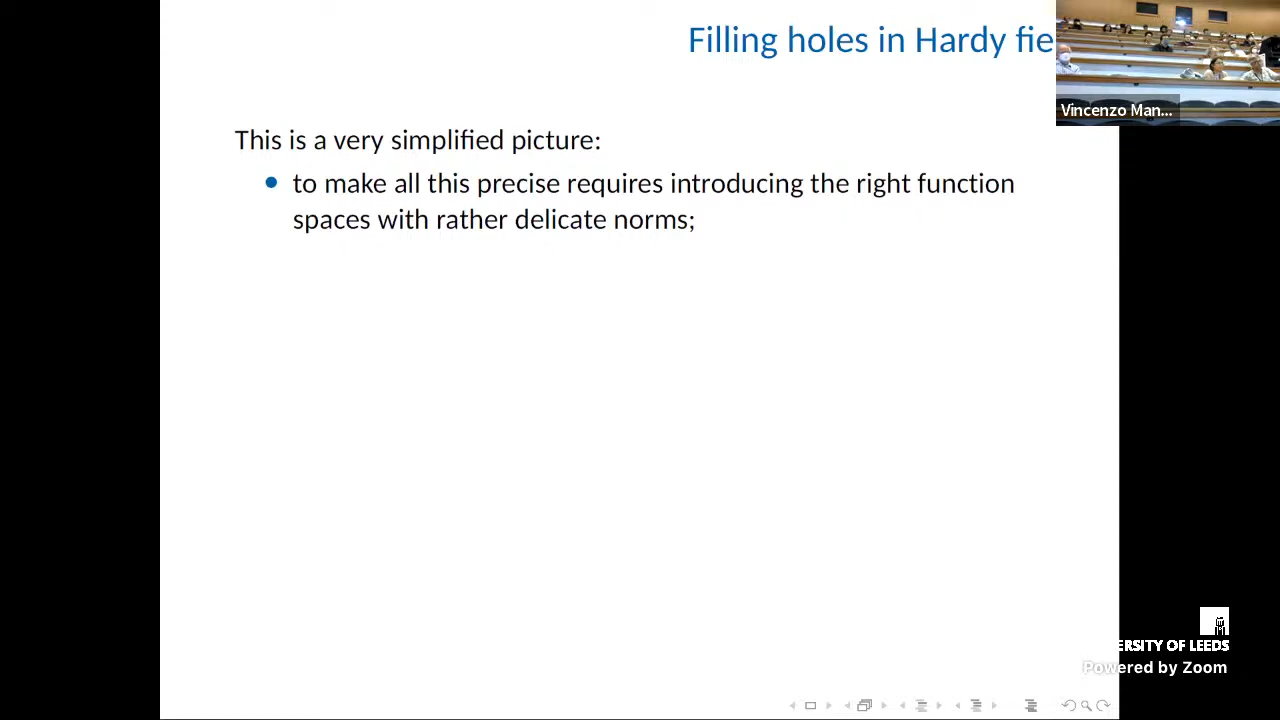 Filling holes in Hardy fie
Vincenzo Man...
This is a very simplified picture:
to make all this precise requires introducing the right function
spaces with rather delicate norms;
ERSITY OF LEEDS
Powered by Zoom